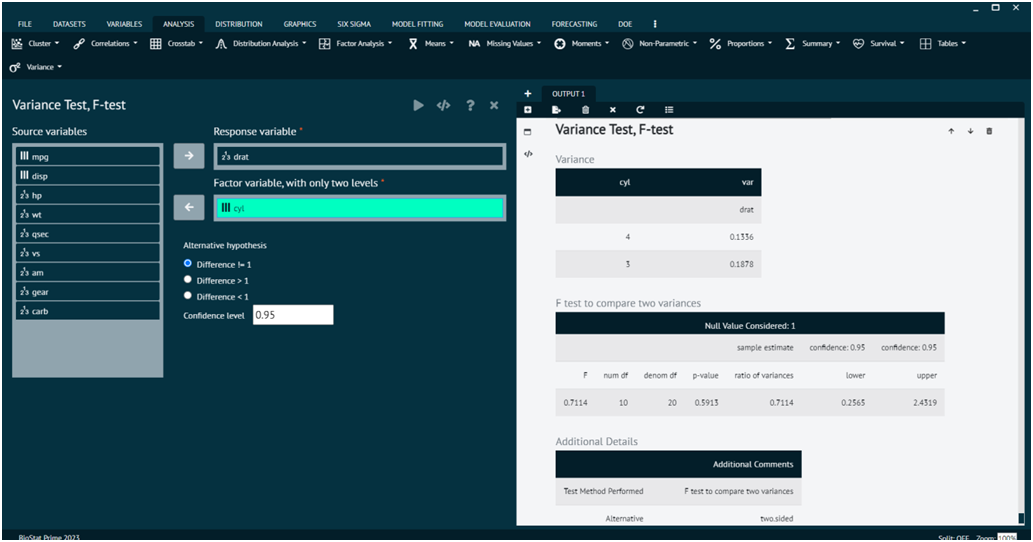 FILE DATASETS VARIABLES ANALYSIS DISTRIBUTION GRAPHICS SIX SIGMA MODEL FITTING MODEL EVALUATION FORECASTING DOE
Cluster Correlations Crosstab Distribution Analysis Factor Analysis Means NA Missing Values Moments Non-Parametric Proportions Summary Survival Tables
σ² Variance
Variance Test, F-test
Source variables
mpg
disp
hp
wt
qsec
vs
am
gear
carb
Response variable *
drat
Factor variable, with only two levels *
cyl
Alternative hypothesis
Difference != 1
Difference > 1
Difference < 1
Confidence level 0.95
OUTPUT 1
Variance Test, F-test
Variance
cyl var
drat
4 0.1336
3 0.1878
F test to compare two variances
Null Value Considered: 1
sample estimate confidence: 0.95 confidence: 0.95
F num df denom df p-value ratio of variances lower upper
0.7114 10 20 0.5913 0.7114 0.2565 2.4319
Additional Details
Additional Comments
Test Method Performed F test to compare two variances
Alternative two.sided
BioStat Prime 2023 Split: OFF Zoom: 100%